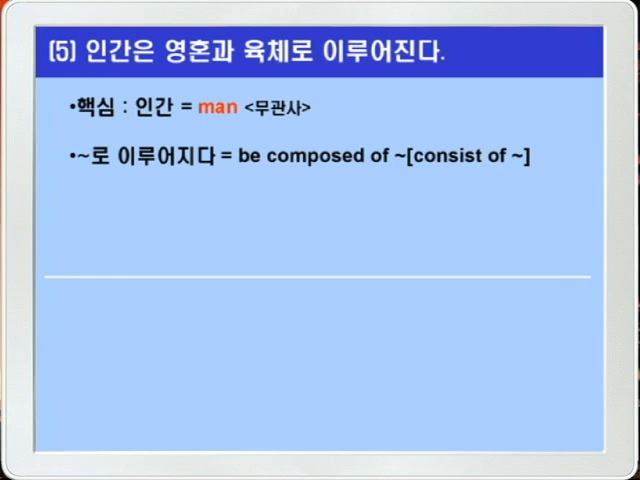 (5) 인간은 영혼과 육체로 이루어진다.
•핵심 : 인간 = man <무관사>
•~로 이루어지다 = be composed of ~[consist of ~]